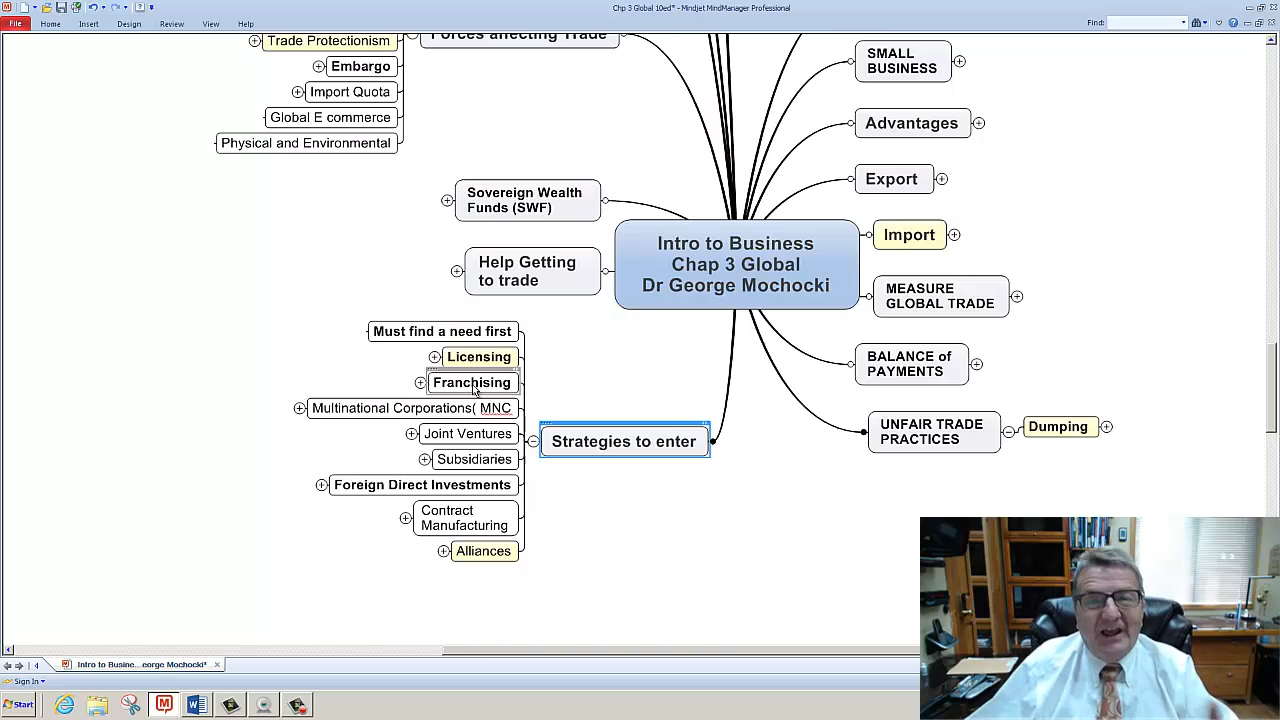 Chp 3 Global 10ed* - Mindjet MindManager Professional
File Home Insert Design Review View Help
Find:
Forces affecting Trade
Trade Protectionism
Embargo
Import Quota
Global E commerce
Physical and Environmental
SMALL
BUSINESS
Advantages
Export
Import
MEASURE
GLOBAL TRADE
BALANCE of
PAYMENTS
UNFAIR TRADE
PRACTICES
Dumping
Sovereign Wealth
Funds (SWF)
Help Getting
to trade
Intro to Business
Chap 3 Global
Dr George Mochocki
Must find a need first
Licensing
Franchising
Multinational Corporations( MNC
Joint Ventures
Subsidiaries
Foreign Direct Investments
Contract
Manufacturing
Alliances
Strategies to enter
Intro to Busine...eorge Mochocki*
Sign In
Start